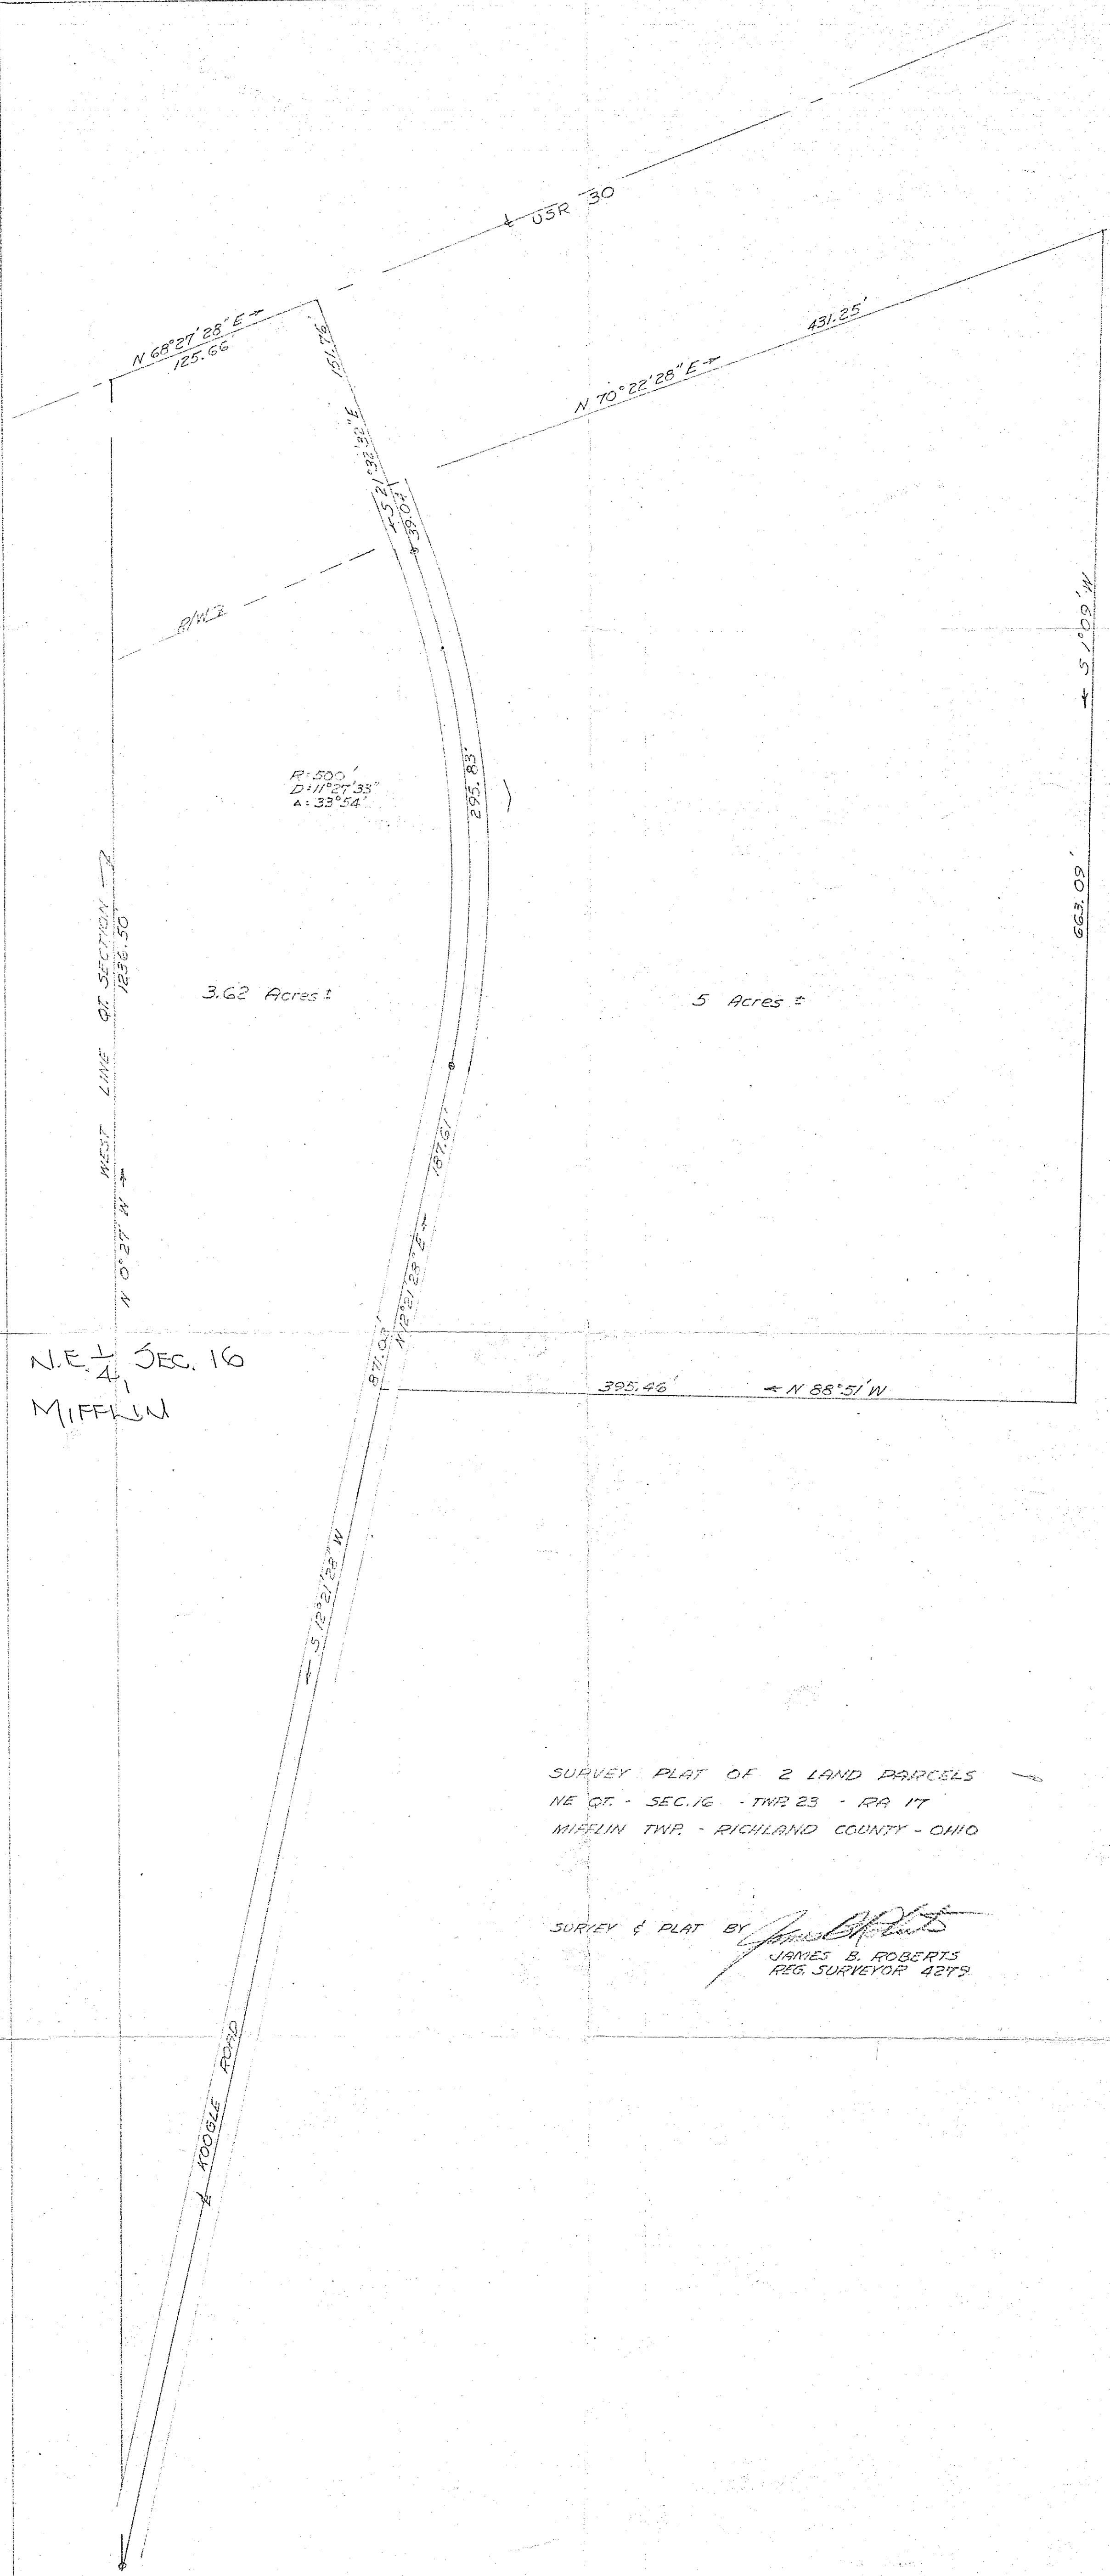 ℄ USR 30
N 68°27'28" E →
125.66'
151.76'
← S 21°32'32" E
39.04'
N 70°22'28" E →
431.25'
R/W
← S 1°09' W
663.09'
R=500'
D=11°27'33"
Δ=33°54'
295.83'
WEST LINE QT. SECTION
1236.50'
N 0°27' W →
3.62 Acres ±
5 Acres ±
187.61'
N 12°21'28" E →
871.03'
N.E. 1/4, SEC. 16
MIFFLIN
395.46' ← N 88°51' W
← S 12°21'28" W
SURVEY PLAT OF 2 LAND PARCELS
NE QT. - SEC. 16 - TWP. 23 - RA 17
MIFFLIN TWP. - RICHLAND COUNTY - OHIO
SURVEY & PLAT BY James B Roberts
JAMES B. ROBERTS
REG. SURVEYOR 4279
℄ KOOGLE ROAD